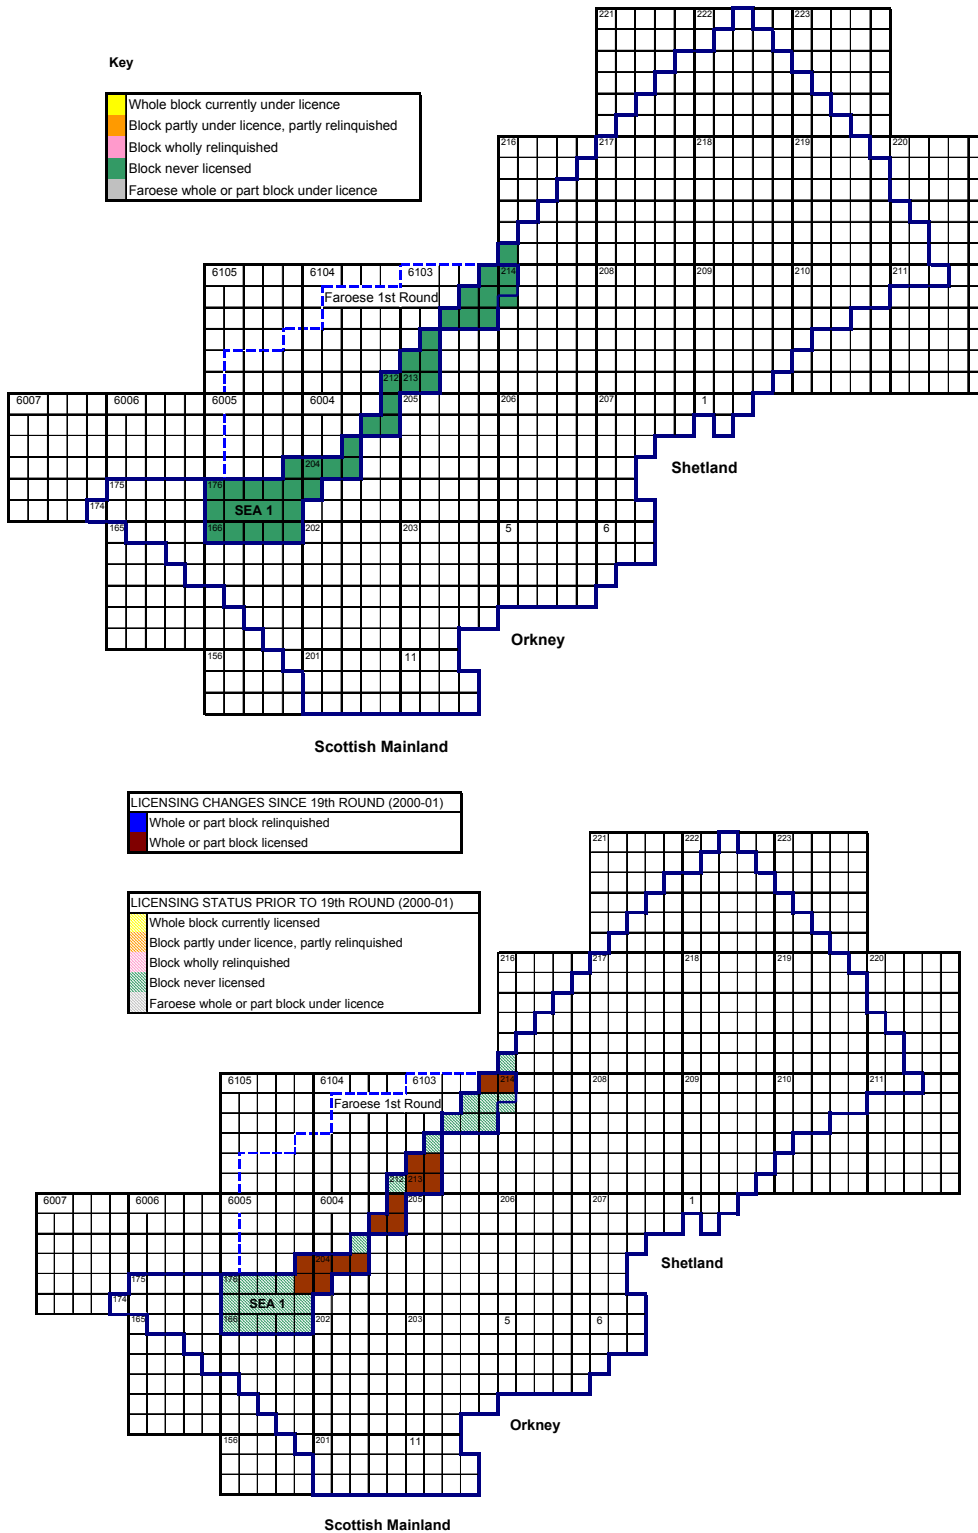 221 222 223
Key
Whole block currently under licence
Block partly under licence, partly relinquished
Block wholly relinquished
Block never licensed
Faroese whole or part block under licence
216 217 218 219 220
6105 6104 6103 214 208 209 210 211
Faroese 1st Round
212 213
6007 6006 6005 6004 205 206 207 1
204 Shetland
175 176
174 SEA 1
165 166 202 203 5 6
Orkney
156 201 11
Scottish Mainland
LICENSING CHANGES SINCE 19th ROUND (2000-01)
Whole or part block relinquished
Whole or part block licensed
221 222 223
LICENSING STATUS PRIOR TO 19th ROUND (2000-01)
Whole block currently licensed
Block partly under licence, partly relinquished
Block wholly relinquished
Block never licensed
Faroese whole or part block under licence
216 217 218 219 220
6105 6104 6103 214 208 209 210 211
Faroese 1st Round
212 213
6007 6006 6005 6004 205 206 207 1
204 Shetland
175 176
174 SEA 1
165 166 202 203 5 6
Orkney
156 201 11
Scottish Mainland